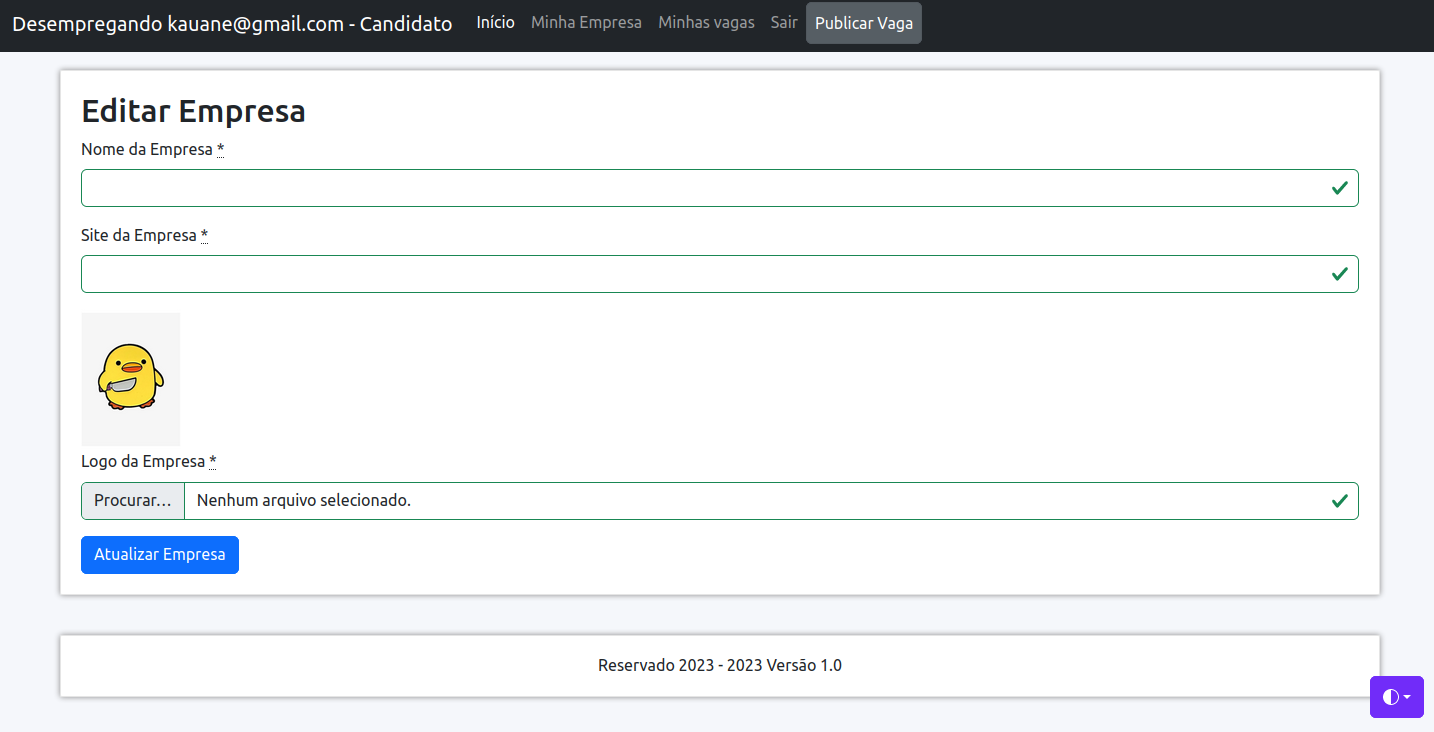 Desempregando kauane@gmail.com - Candidato Início Minha Empresa Minhas vagas Sair Publicar Vaga
Editar Empresa
Nome da Empresa *
Site da Empresa *
Logo da Empresa *
Procurar... Nenhum arquivo selecionado.
Atualizar Empresa
Reservado 2023 - 2023 Versão 1.0